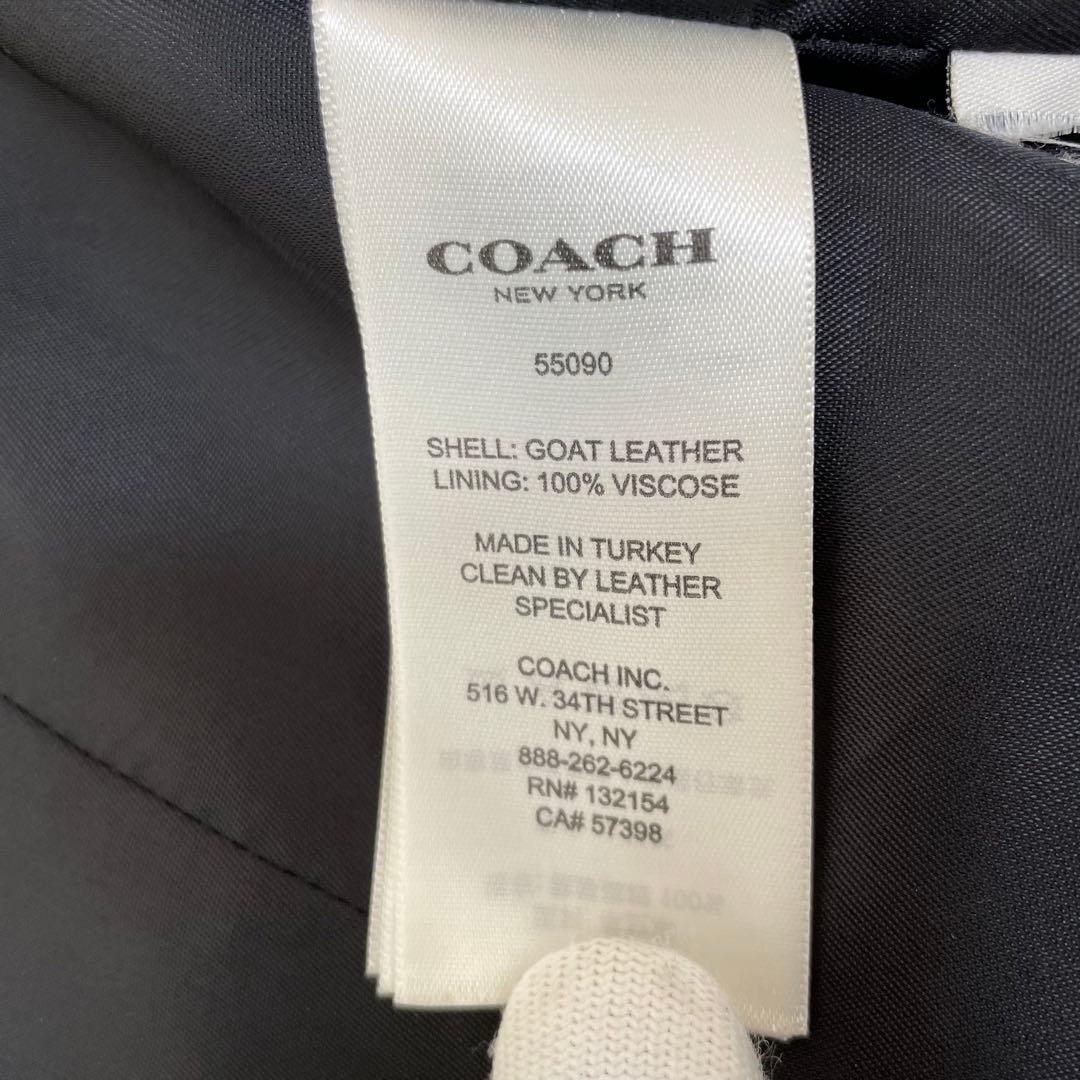 COACH
NEW YORK
55090
SHELL: GOAT LEATHER
LINING: 100% VISCOSE
MADE IN TURKEY
CLEAN BY LEATHER
SPECIALIST
COACH INC.
516 W. 34TH STREET
NY, NY
888-262-6224
RN# 132154
CA# 57398